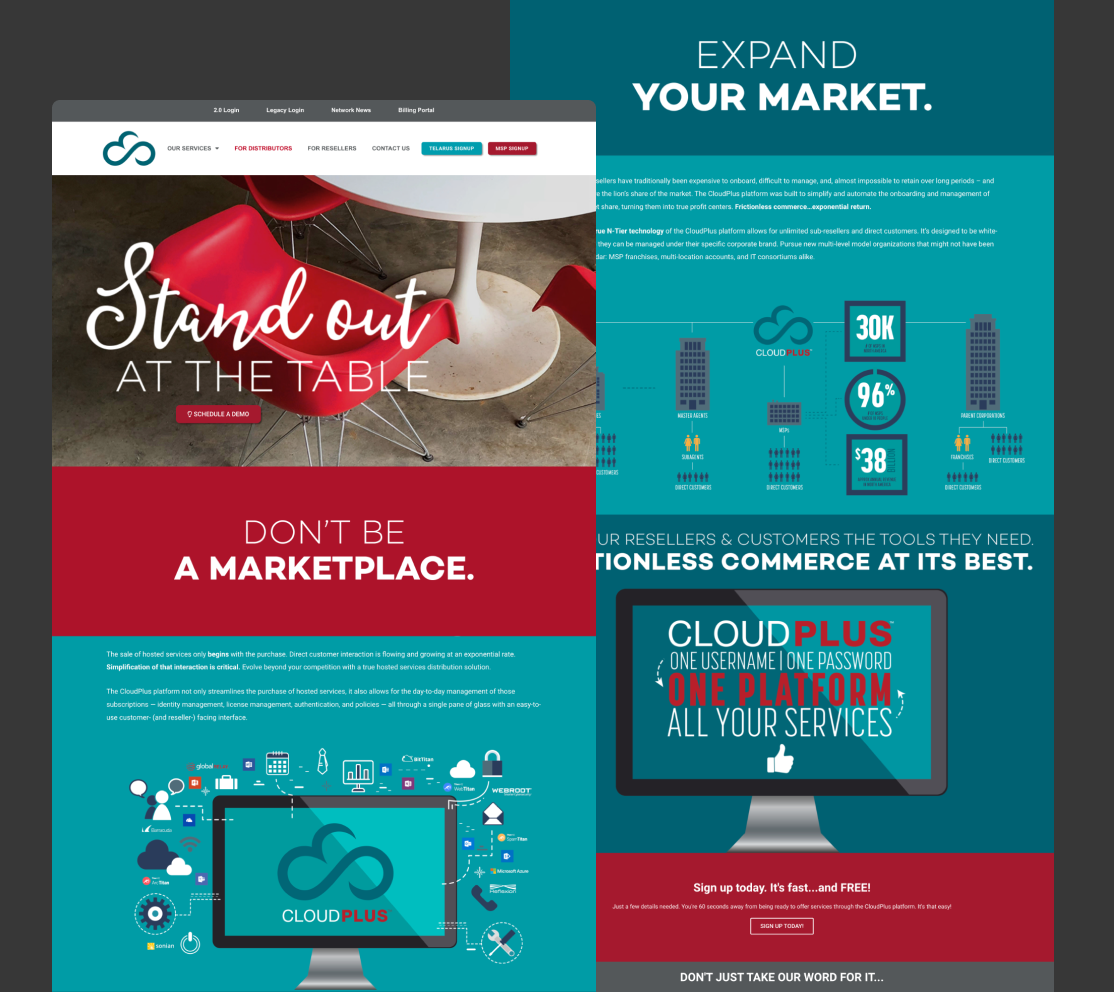 2.0 Login Legacy Login Network News Billing Portal
OUR SERVICES FOR DISTRIBUTORS FOR RESELLERS CONTACT US TELARUS SIGNUP MSP SIGNUP
Stand out
AT THE TABLE
SCHEDULE A DEMO
DON'T BE
A MARKETPLACE.
The sale of hosted services only begins with the purchase. Direct customer interaction is flowing and growing at an exponential rate.
Simplification of that interaction is critical. Evolve beyond your competition with a true hosted services distribution solution.
The CloudPlus platform not only streamlines the purchase of hosted services, it also allows for the day-to-day management of those
subscriptions — identity management, license management, authentication, and policies — all through a single pane of glass with an easy-to-
use customer- (and reseller-) facing interface.
BitTitan
WebTitan
WEBROOT
SpamTitan
Microsoft Azure
ArcTitan
sonian
CLOUDPLUS
EXPAND
YOUR MARKET.
sellers have traditionally been expensive to onboard, difficult to manage, and, almost impossible to retain over long periods – and
e the lion's share of the market. The CloudPlus platform was built to simplify and automate the onboarding and management of
t share, turning them into true profit centers. Frictionless commerce...exponential return.
rue N-Tier technology of the CloudPlus platform allows for unlimited sub-resellers and direct customers. It's designed to be white-
they can be managed under their specific corporate brand. Pursue new multi-level model organizations that might not have been
dar: MSP franchises, multi-location accounts, and IT consortiums alike.
CLOUDPLUS
30K
96%
$38
MASTER AGENTS
SUBAGENTS
DIRECT CUSTOMERS
MSPs
DIRECT CUSTOMERS
PARENT CORPORATIONS
FRANCHISES
DIRECT CUSTOMERS
DIRECT CUSTOMERS
CUSTOMERS
UR RESELLERS & CUSTOMERS THE TOOLS THEY NEED.
TIONLESS COMMERCE AT ITS BEST.
CLOUDPLUS™
ONE USERNAME | ONE PASSWORD
ONE PLATFORM
ALL YOUR SERVICES
Sign up today. It's fast...and FREE!
Just a few details needed. You're 60 seconds away from being ready to offer services through the CloudPlus platform. It's that easy!
SIGN UP TODAY!
DON'T JUST TAKE OUR WORD FOR IT...